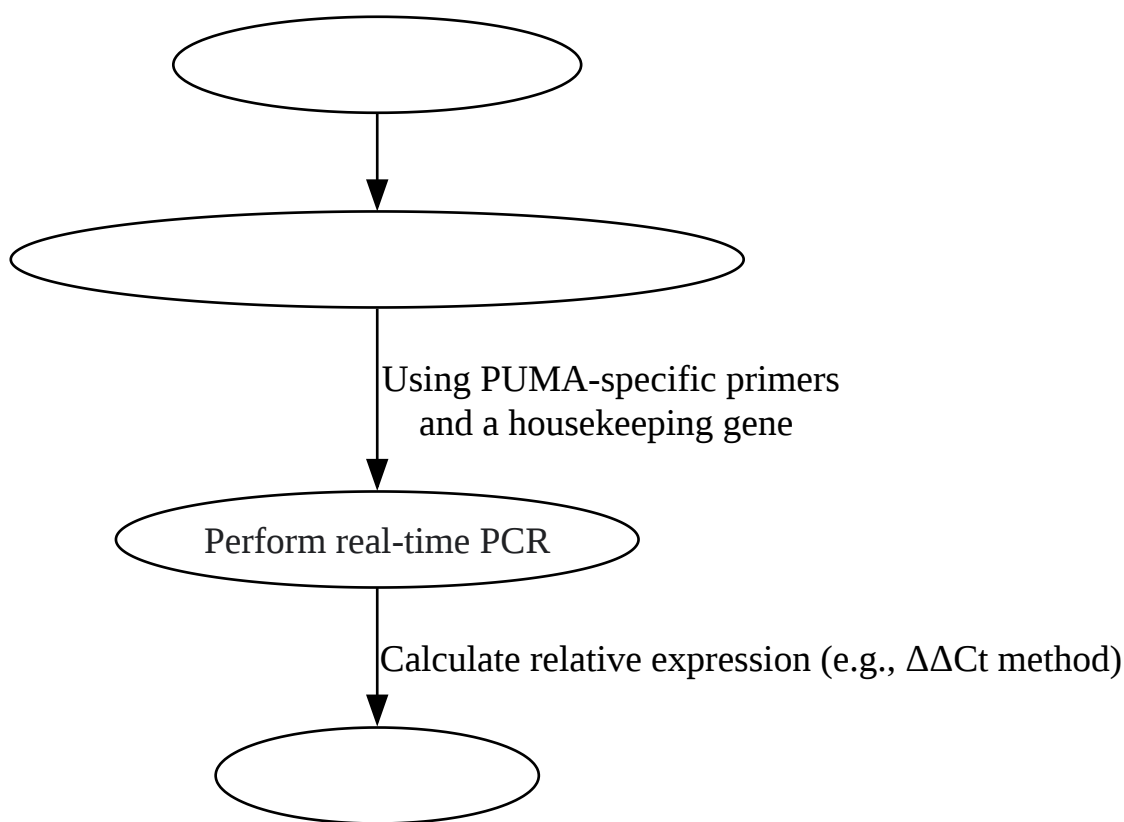 Using PUMA-specific primers
and a housekeeping gene
Perform real-time PCR
Calculate relative expression (e.g., ΔΔCt method)